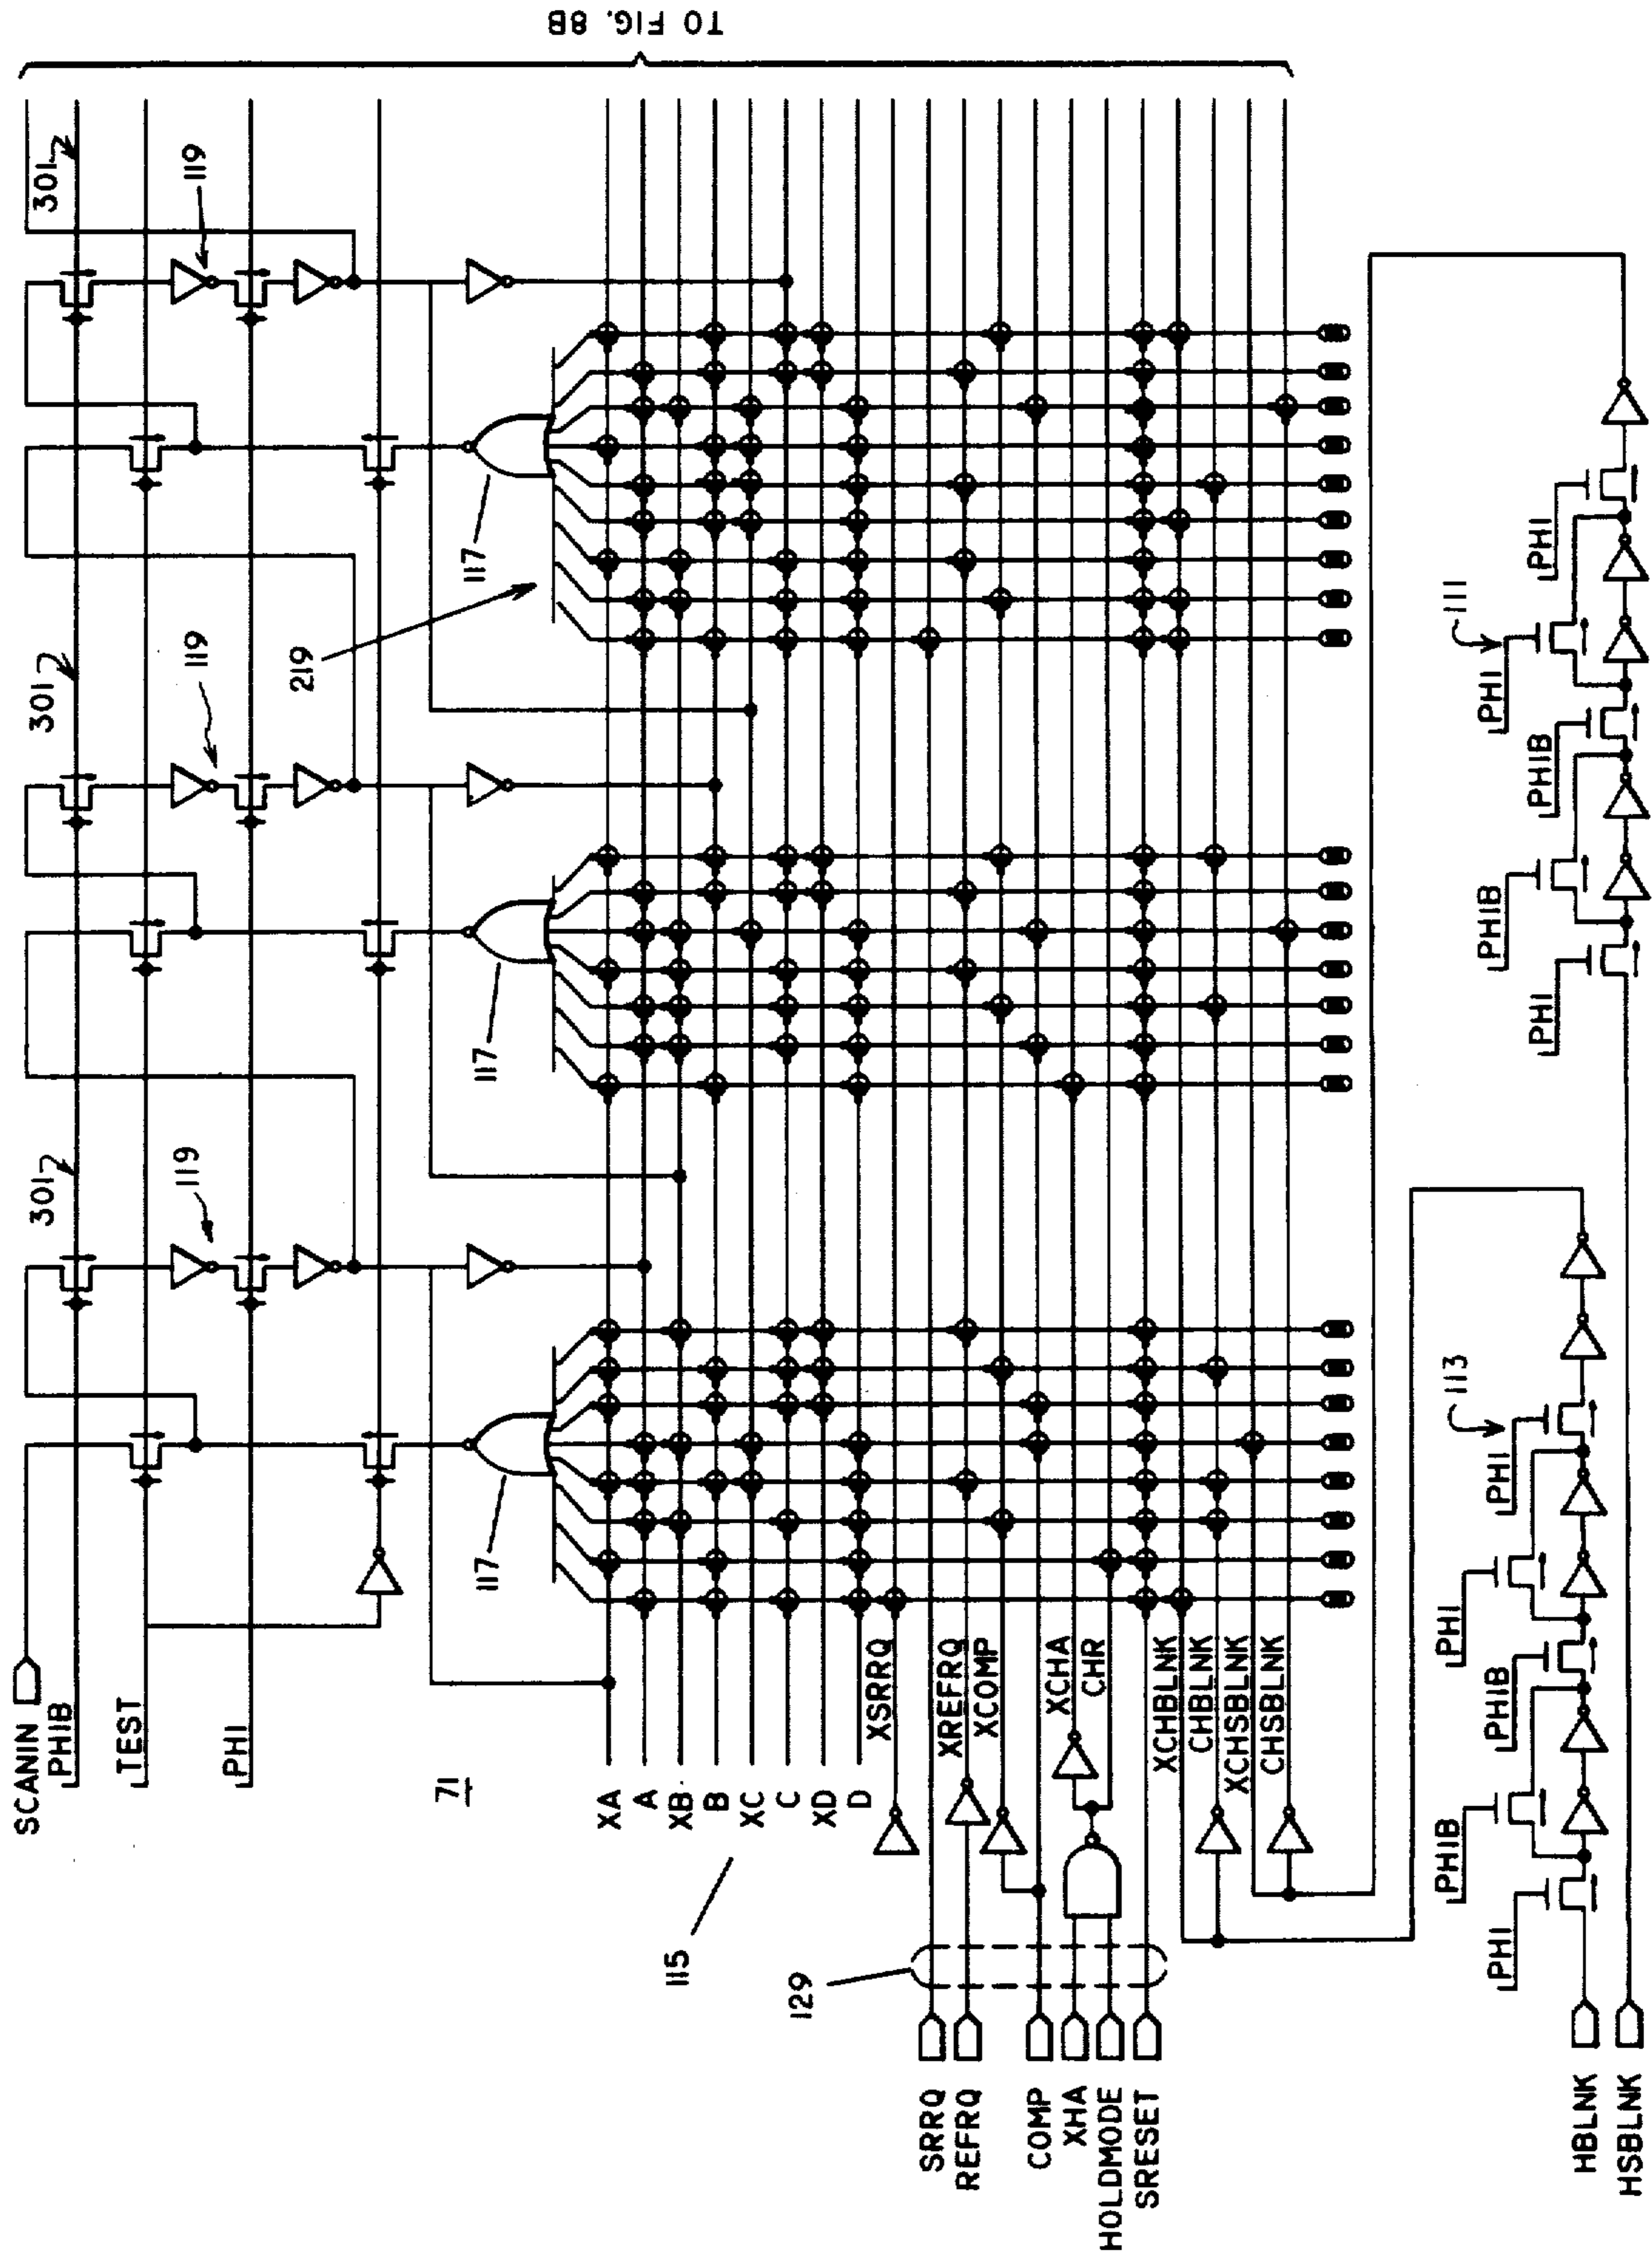 TO FIG. 8B
301
119
301
119
301
119
SCANIN
PHIB
TEST
PHI
117
117
117
219
71
XA
A
XB
B
XC
C
XD
D
115
XSRRQ
XREFRQ
XCOMP
XCHA
CHR
XCHBLNK
CHBLNK
XCHSBLNK
CHSBLNK
129
SRRQ
REFRQ
COMP
XHA
HOLDMODE
SRESET
HBLNK
HSBLNK
PHI
PHIB
PHIB
PHI
PHI
113
PHI
PHIB
PHIB
PHI
111
PHI